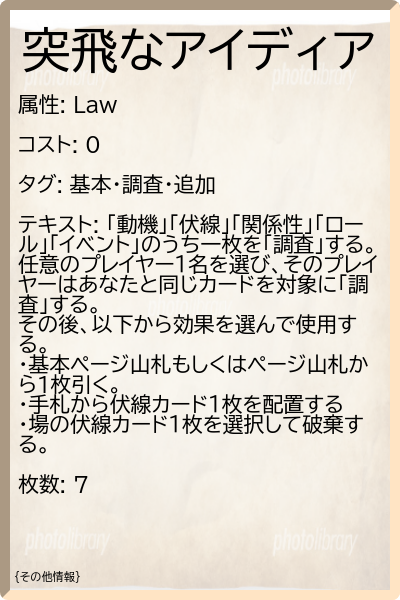 突飛なアイディア
属性: Law
コスト: 0
タグ: 基本・調査・追加
テキスト: 「動機」「伏線」「関係性」「ロー
ル」「イベント」のうち一枚を「調査」する。
任意のプレイヤー1名を選び、そのプレイ
ヤーはあなたと同じカードを対象に「調
査」する。
その後、以下から効果を選んで使用す
る。
・基本ページ山札もしくはページ山札か
ら1枚引く。
・手札から伏線カード1枚を配置する
・場の伏線カード1枚を選択して破棄す
る。
枚数: 7
photolibrary
photolibrary
photolibrary
photolibrary
{その他情報}